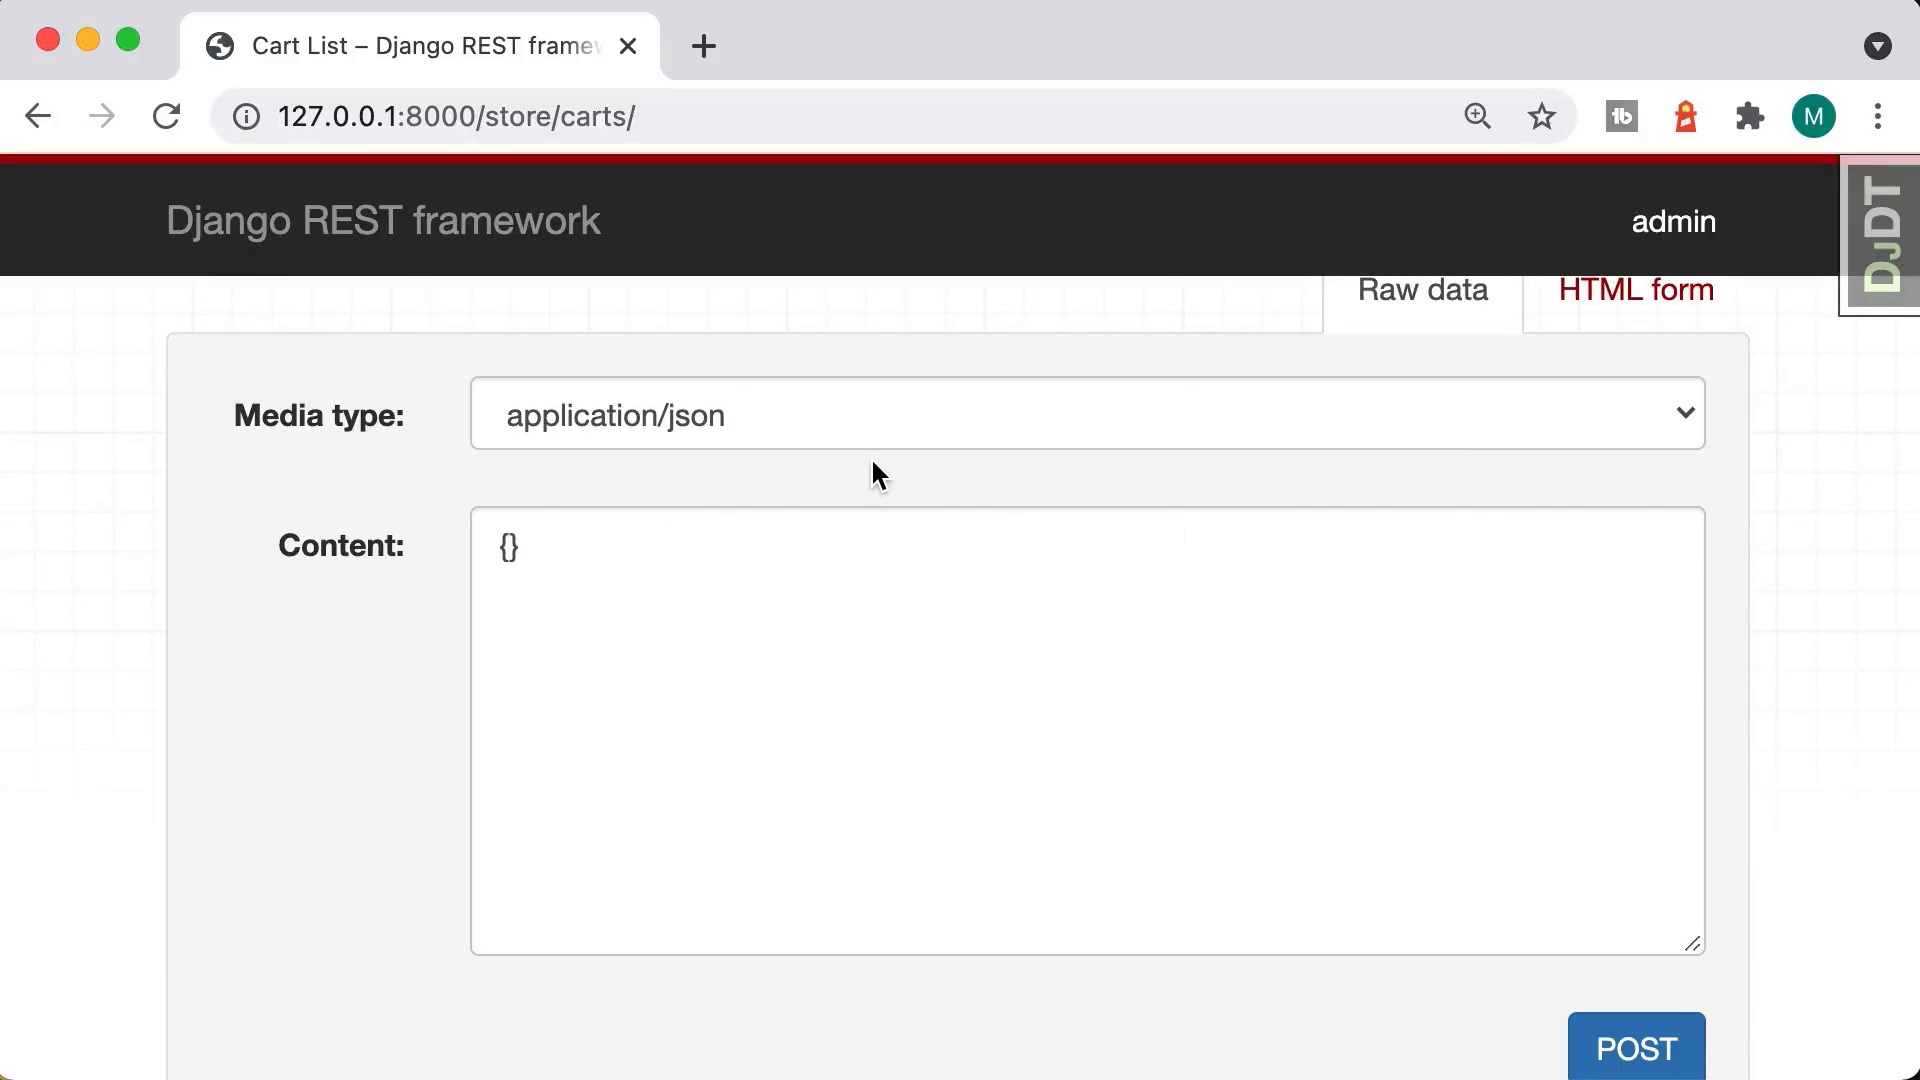 Cart List – Django REST framew
127.0.0.1:8000/store/carts/
tb
M
Django REST framework
admin
DJDT
Raw data
HTML form
Media type:
application/json
Content:
{}
POST